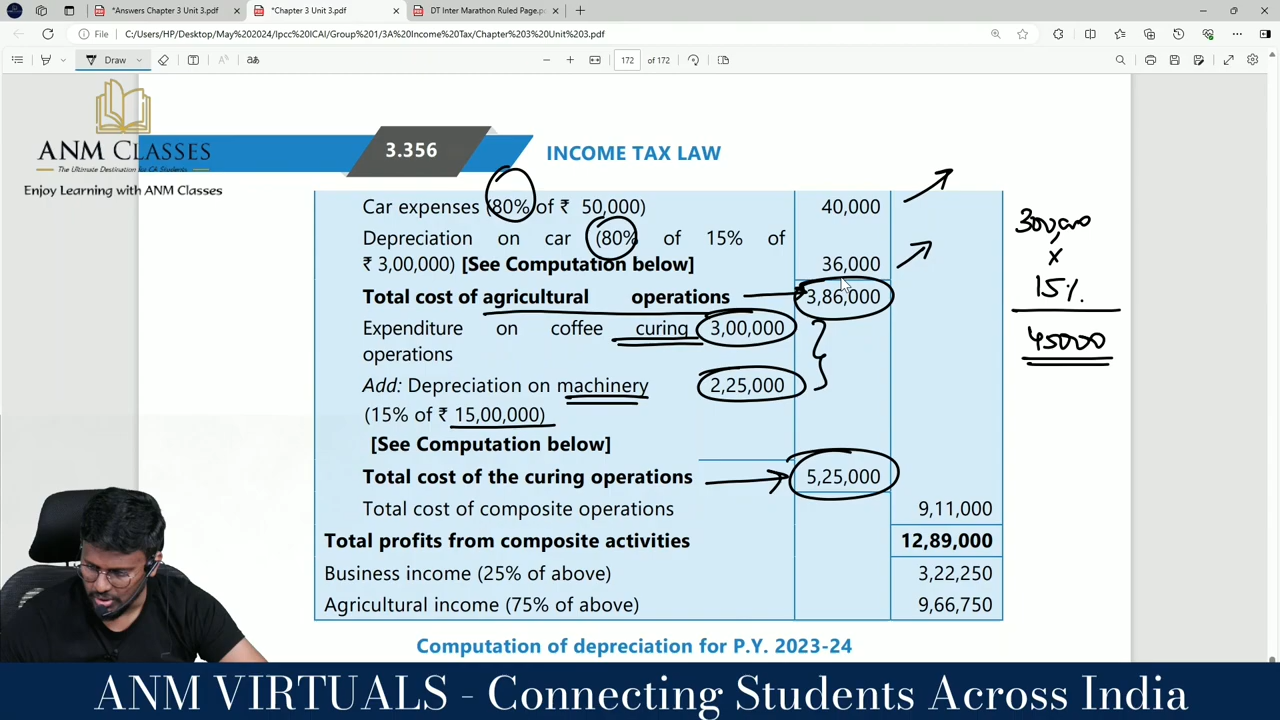 *Answers Chapter 3 Unit 3.pdf
*Chapter 3 Unit 3.pdf
DT Inter Marathon Ruled Page.p
File
C:/Users/HP/Desktop/May%202024/Ipcc%20ICAI/Group%201/3A%20Income%20Tax/Chapter%203%20Unit%203.pdf
Draw
172 of 172
ANM CLASSES
The Ultimate Destination for CA Students
Enjoy Learning with ANM Classes
3.356 INCOME TAX LAW
Car expenses (80% of ₹ 50,000) 40,000
Depreciation on car (80% of 15% of
₹ 3,00,000) [See Computation below] 36,000
Total cost of agricultural operations 3,86,000
Expenditure on coffee curing 3,00,000
operations
Add: Depreciation on machinery 2,25,000
(15% of ₹ 15,00,000)
[See Computation below]
Total cost of the curing operations 5,25,000
Total cost of composite operations 9,11,000
Total profits from composite activities 12,89,000
Business income (25% of above) 3,22,250
Agricultural income (75% of above) 9,66,750
Computation of depreciation for P.Y. 2023-24
300,000
x
15%
45000
ANM VIRTUALS - Connecting Students Across India